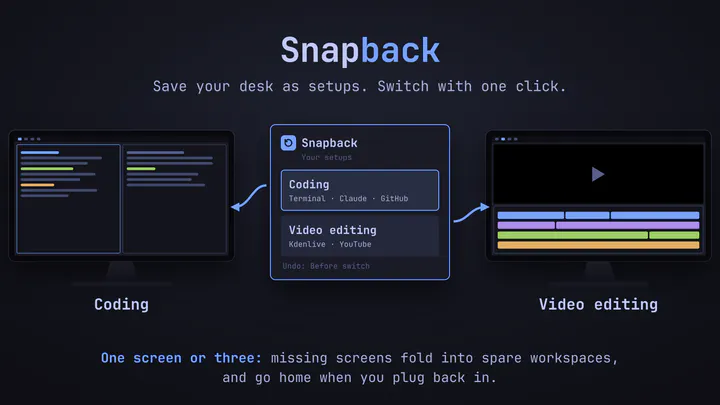 Snapback
Save your desk as setups. Switch with one click.
Snapback
Your setups
Coding
Terminal · Claude · GitHub
Video editing
Kdenlive · YouTube
Undo: Before switch
Coding
Video editing
One screen or three: missing screens fold into spare workspaces,
and go home when you plug back in.